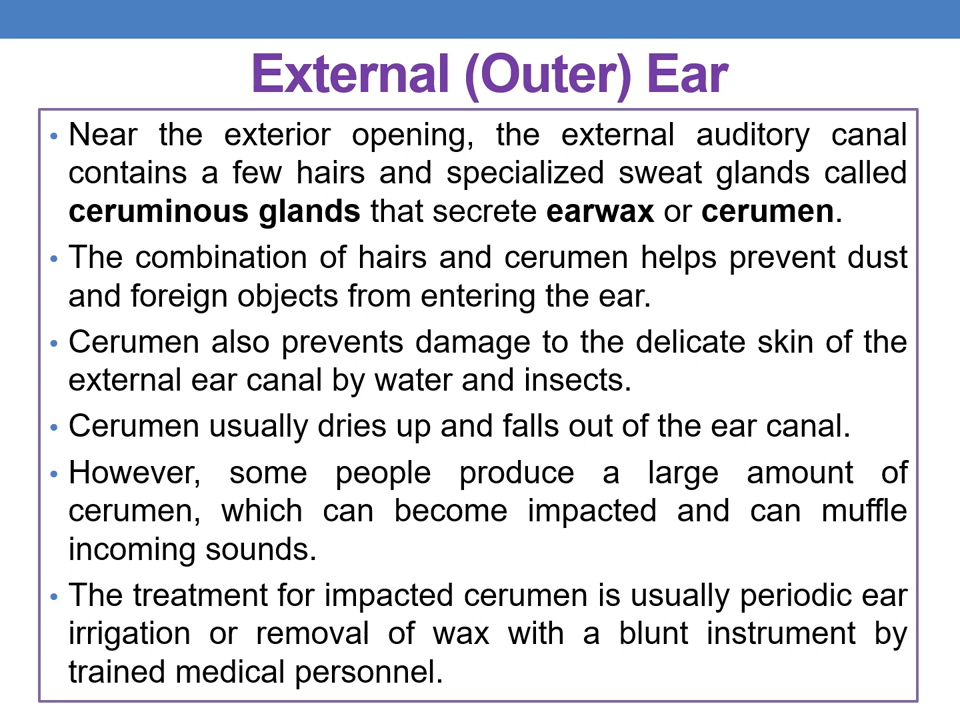 External (Outer) Ear
• Near the exterior opening, the external auditory canal
contains a few hairs and specialized sweat glands called
ceruminous glands that secrete earwax or cerumen.
• The combination of hairs and cerumen helps prevent dust
and foreign objects from entering the ear.
• Cerumen also prevents damage to the delicate skin of the
external ear canal by water and insects.
• Cerumen usually dries up and falls out of the ear canal.
• However, some people produce a large amount of
cerumen, which can become impacted and can muffle
incoming sounds.
• The treatment for impacted cerumen is usually periodic ear
irrigation or removal of wax with a blunt instrument by
trained medical personnel.